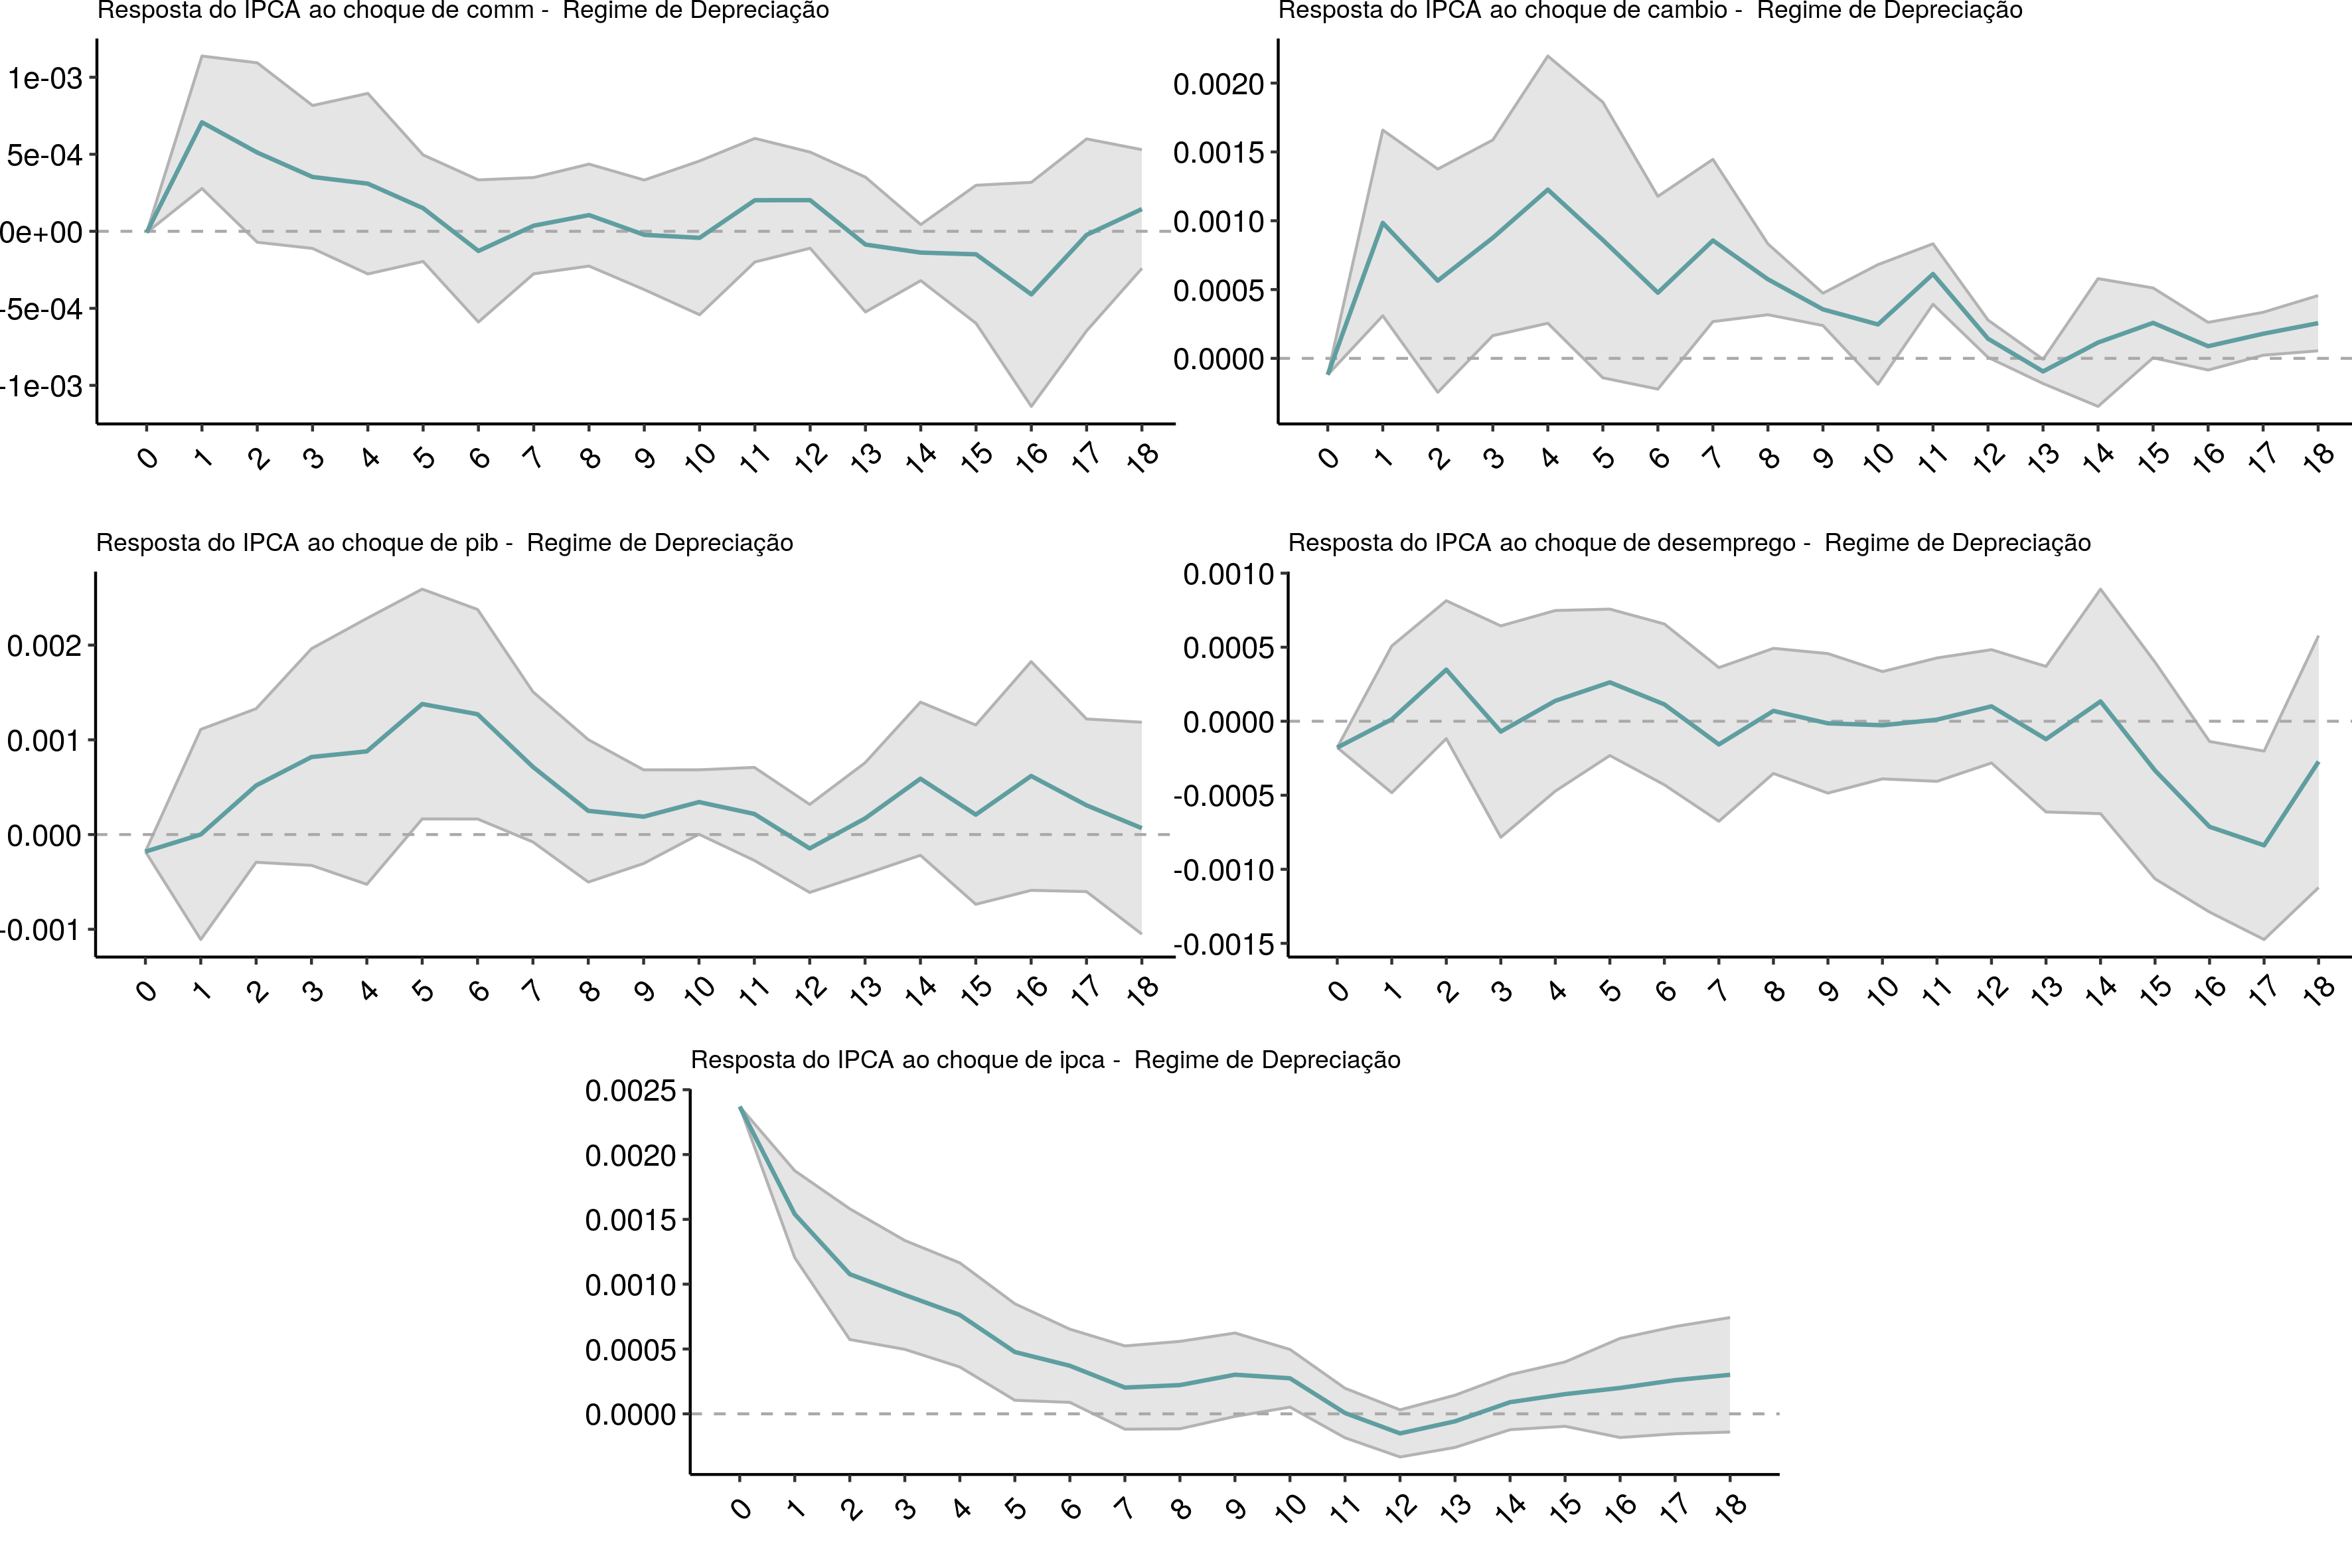 Resposta do IPCA ao choque de comm -  Regime de Depreciação
1e-03
5e-04
0e+00
-5e-04
-1e-03
0 1 2 3 4 5 6 7 8 9 10 11 12 13 14 15 16 17 18
Resposta do IPCA ao choque de cambio -  Regime de Depreciação
0.0020
0.0015
0.0010
0.0005
0.0000
0 1 2 3 4 5 6 7 8 9 10 11 12 13 14 15 16 17 18
Resposta do IPCA ao choque de pib -  Regime de Depreciação
0.002
0.001
0.000
-0.001
0 1 2 3 4 5 6 7 8 9 10 11 12 13 14 15 16 17 18
Resposta do IPCA ao choque de desemprego -  Regime de Depreciação
0.0010
0.0005
0.0000
-0.0005
-0.0010
-0.0015
0 1 2 3 4 5 6 7 8 9 10 11 12 13 14 15 16 17 18
Resposta do IPCA ao choque de ipca -  Regime de Depreciação
0.0025
0.0020
0.0015
0.0010
0.0005
0.0000
0 1 2 3 4 5 6 7 8 9 10 11 12 13 14 15 16 17 18